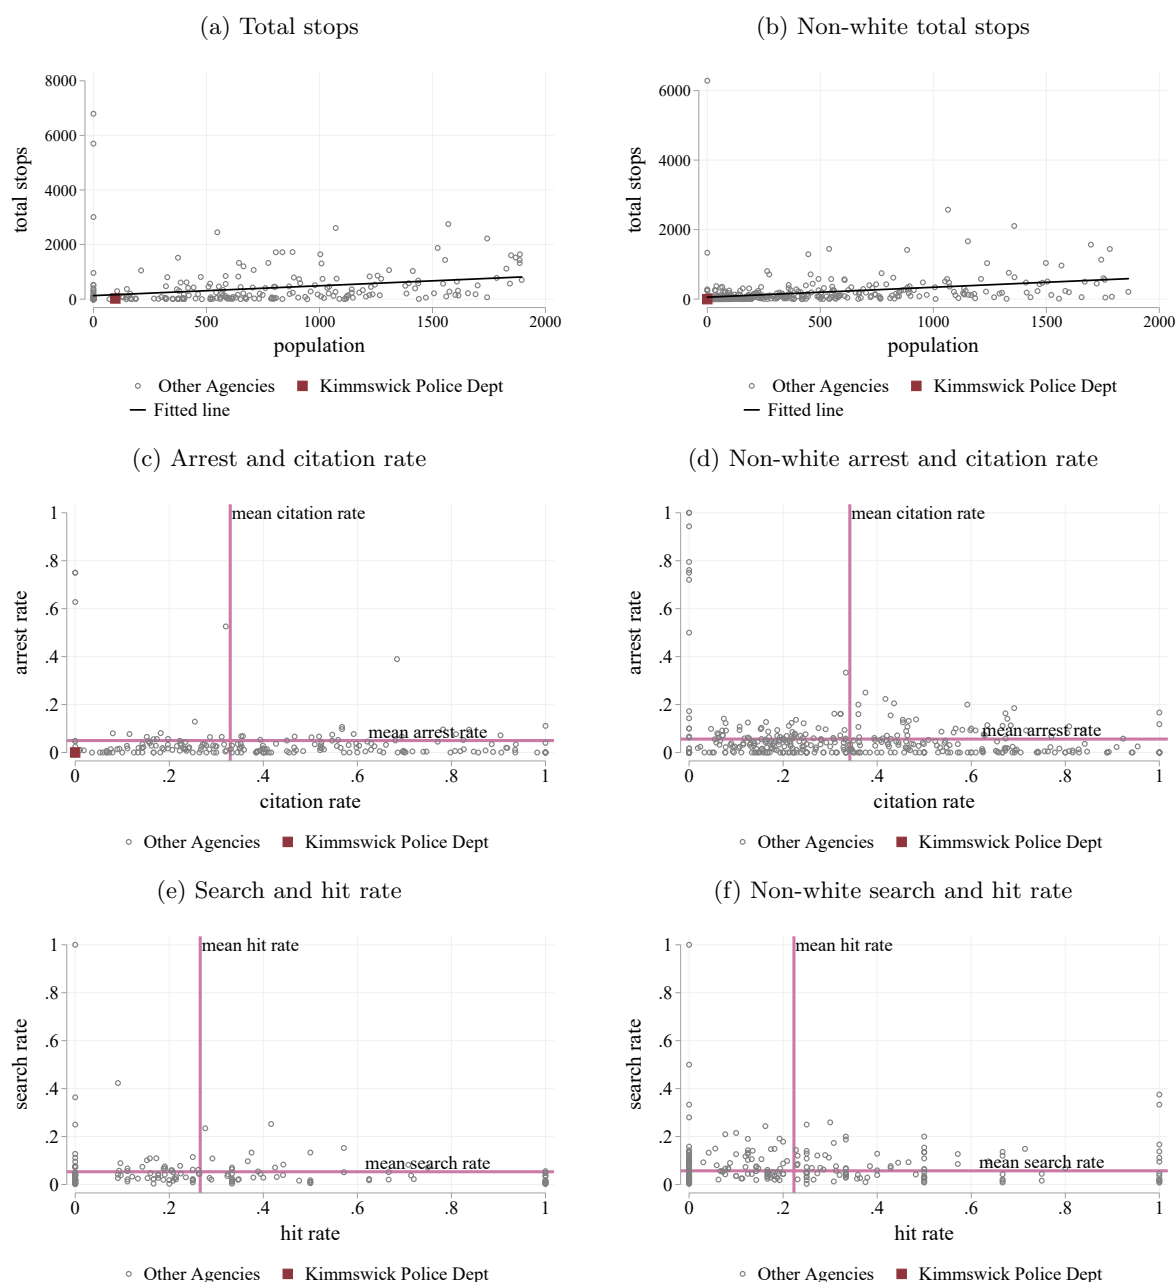 (a) Total stops
(b) Non-white total stops
8000
6000
4000
2000
0
total stops
0 500 1000 1500 2000
population
6000
4000
2000
0
total stops
0 500 1000 1500 2000
population
Other Agencies Kimmswick Police Dept
Fitted line
Other Agencies Kimmswick Police Dept
Fitted line
(c) Arrest and citation rate
(d) Non-white arrest and citation rate
1
.8
.6
.4
.2
0
arrest rate
mean citation rate
mean arrest rate
0 .2 .4 .6 .8 1
citation rate
1
.8
.6
.4
.2
0
arrest rate
mean citation rate
mean arrest rate
0 .2 .4 .6 .8 1
citation rate
Other Agencies Kimmswick Police Dept
Other Agencies Kimmswick Police Dept
(e) Search and hit rate
(f) Non-white search and hit rate
1
.8
.6
.4
.2
0
search rate
mean hit rate
mean search rate
0 .2 .4 .6 .8 1
hit rate
1
.8
.6
.4
.2
0
search rate
mean hit rate
mean search rate
0 .2 .4 .6 .8 1
hit rate
Other Agencies Kimmswick Police Dept
Other Agencies Kimmswick Police Dept